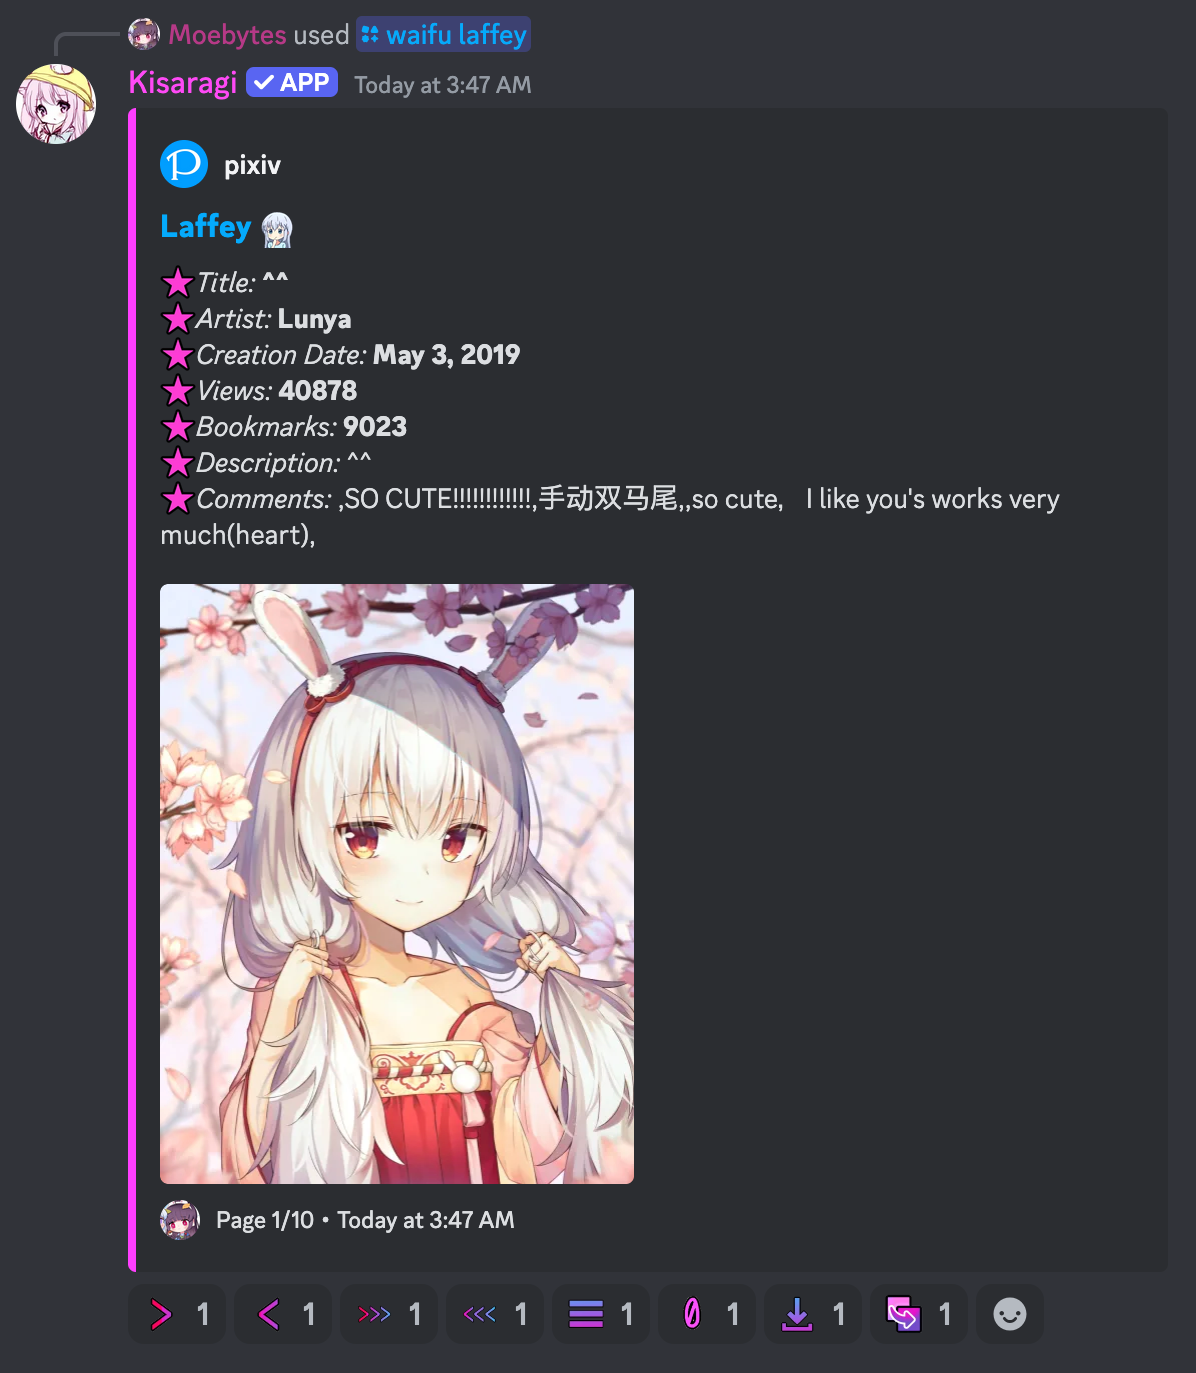 Moebytes used waifu laffey
Kisaragi APP Today at 3:47 AM
pixiv
Laffey
Title: ^^
Artist: Lunya
Creation Date: May 3, 2019
Views: 40878
Bookmarks: 9023
Description: ^^
Comments: ,SO CUTE!!!!!!!!!!!!,手动双马尾,,so cute,   I like you's works very
much(heart),
Page 1/10 • Today at 3:47 AM
1 1 1 1 1 1 1 1